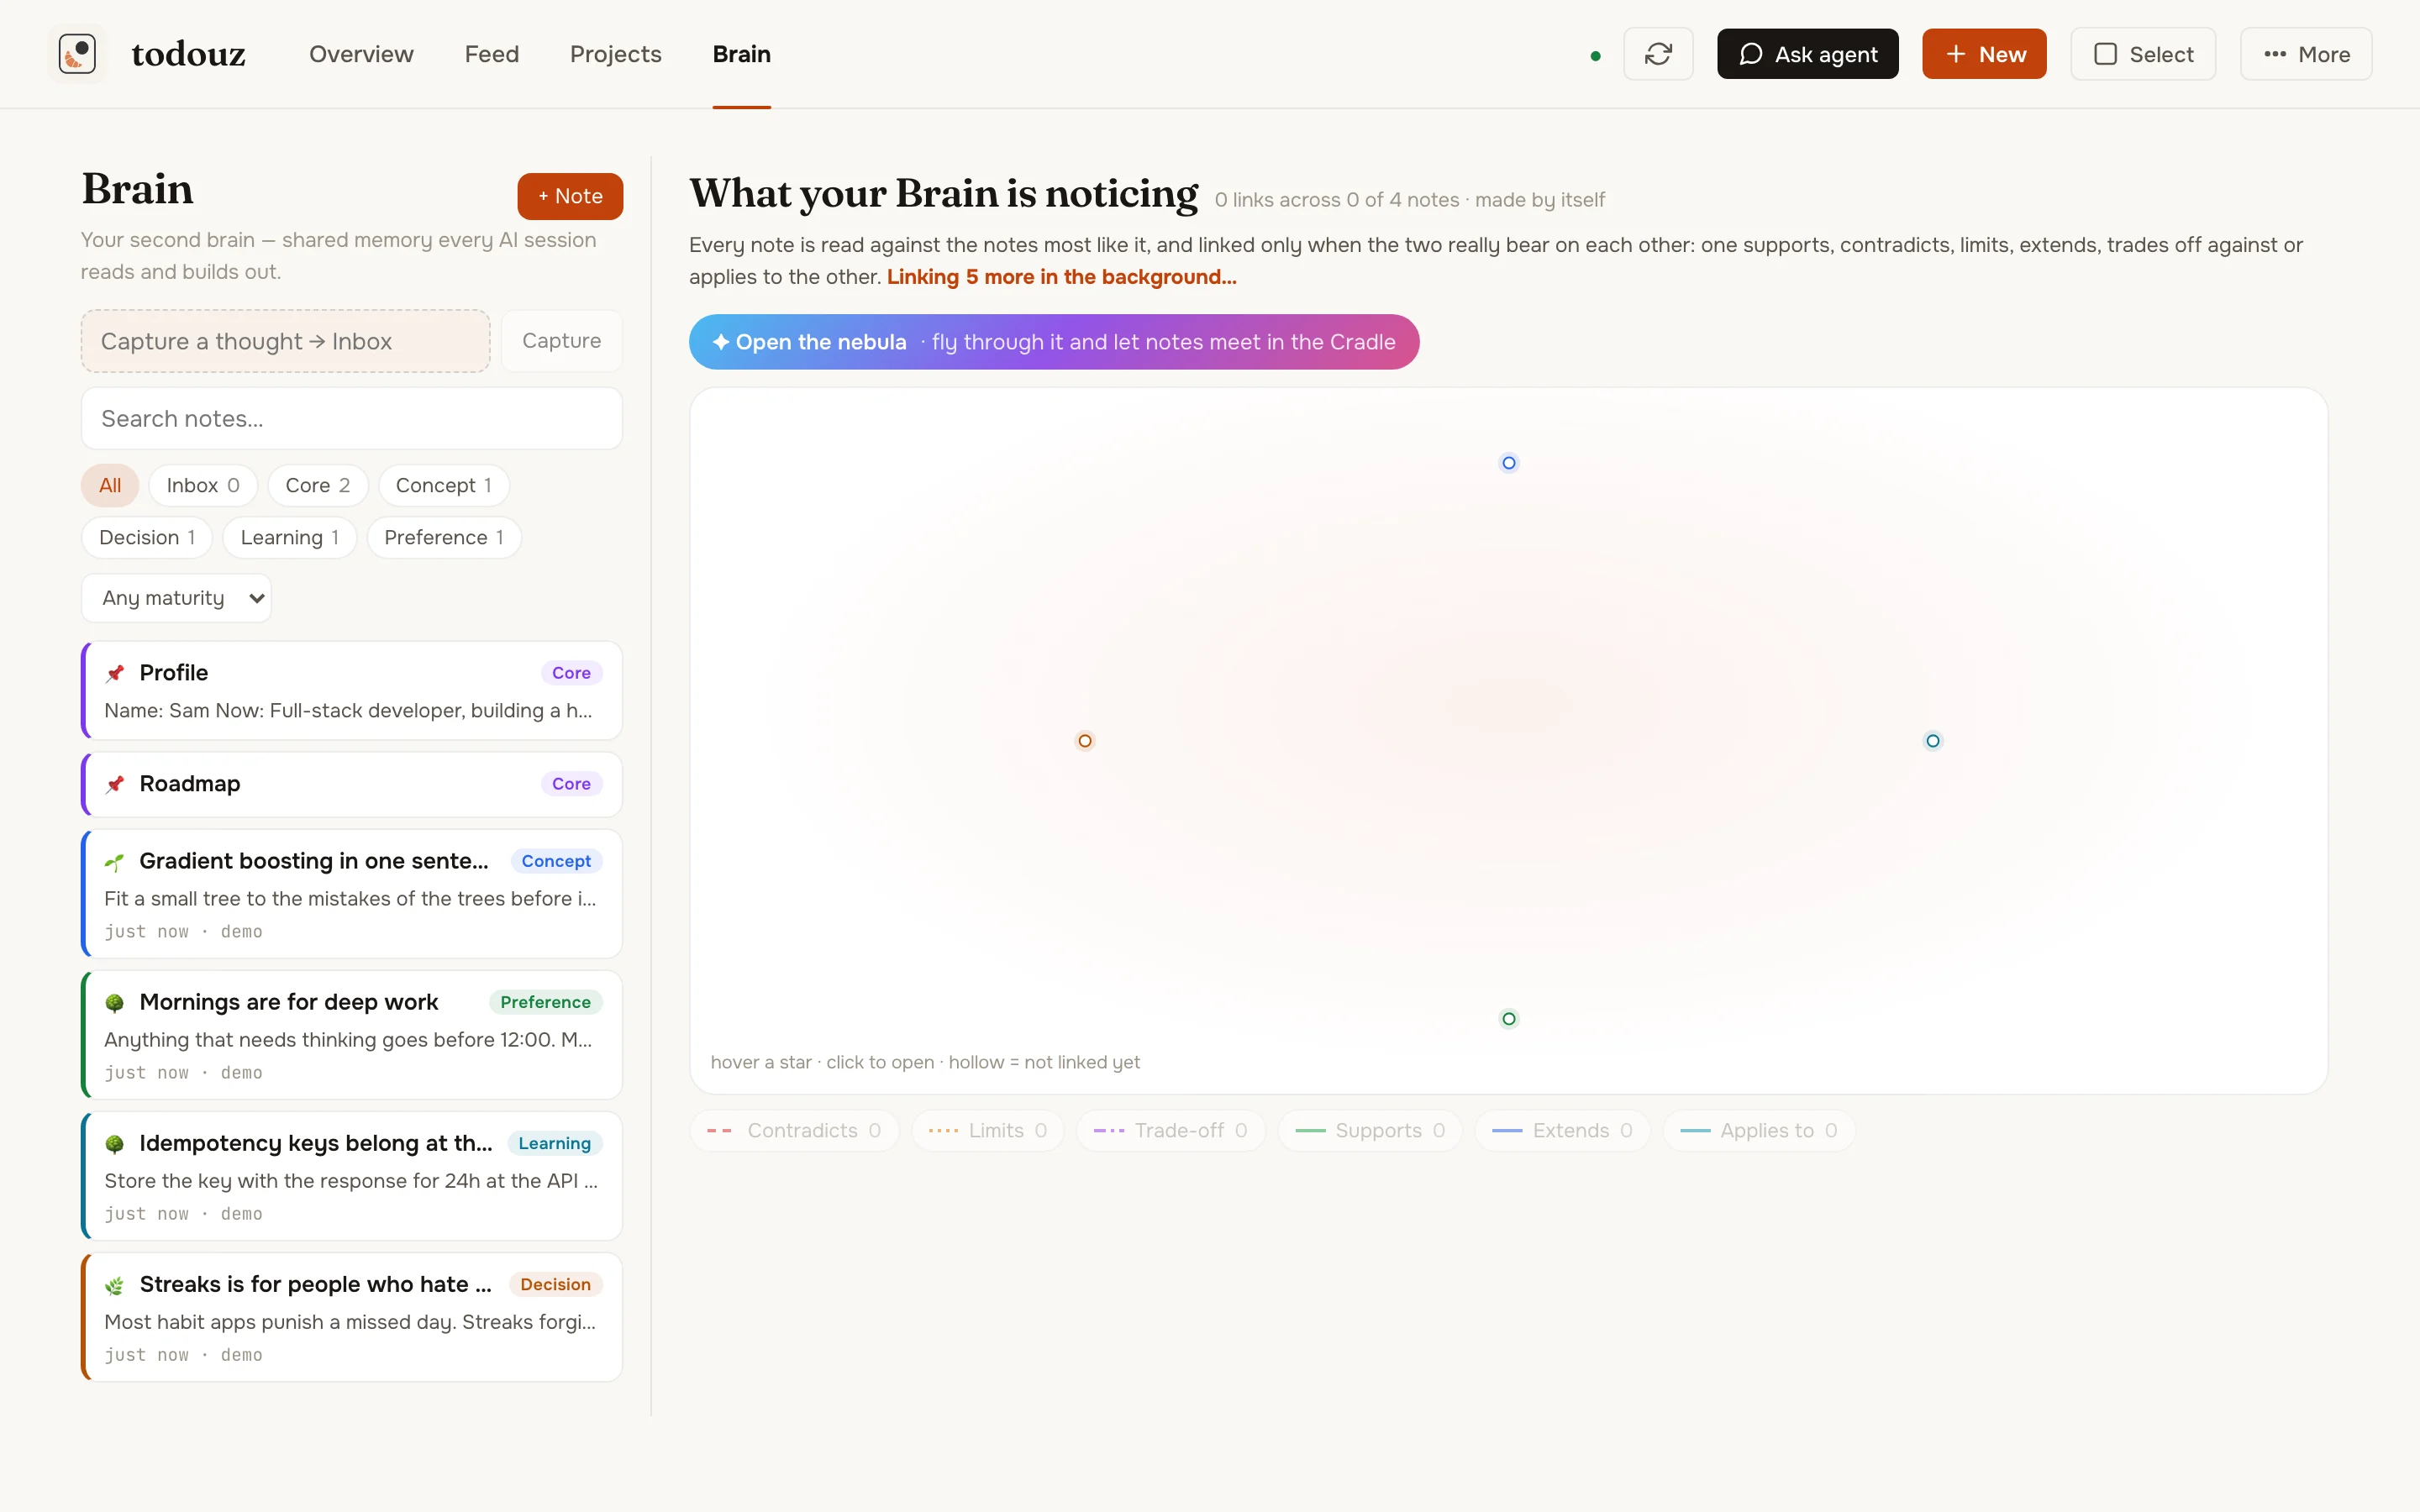 todouz
Overview
Feed
Projects
Brain
Ask agent
+ New
Select
••• More
Brain
+ Note
Your second brain — shared memory every AI session
reads and builds out.
Capture a thought → Inbox
Capture
Search notes...
All
Inbox 0
Core 2
Concept 1
Decision 1
Learning 1
Preference 1
Any maturity
Profile
Core
Name: Sam Now: Full-stack developer, building a h...
Roadmap
Core
Gradient boosting in one sente...
Concept
Fit a small tree to the mistakes of the trees before i...
just now · demo
Mornings are for deep work
Preference
Anything that needs thinking goes before 12:00. M...
just now · demo
Idempotency keys belong at th...
Learning
Store the key with the response for 24h at the API ...
just now · demo
Streaks is for people who hate ...
Decision
Most habit apps punish a missed day. Streaks forgi...
just now · demo
What your Brain is noticing
0 links across 0 of 4 notes · made by itself
Every note is read against the notes most like it, and linked only when the two really bear on each other: one supports, contradicts, limits, extends, trades off against or
applies to the other. Linking 5 more in the background...
✦ Open the nebula · fly through it and let notes meet in the Cradle
hover a star · click to open · hollow = not linked yet
Contradicts 0
Limits 0
Trade-off 0
Supports 0
Extends 0
Applies to 0